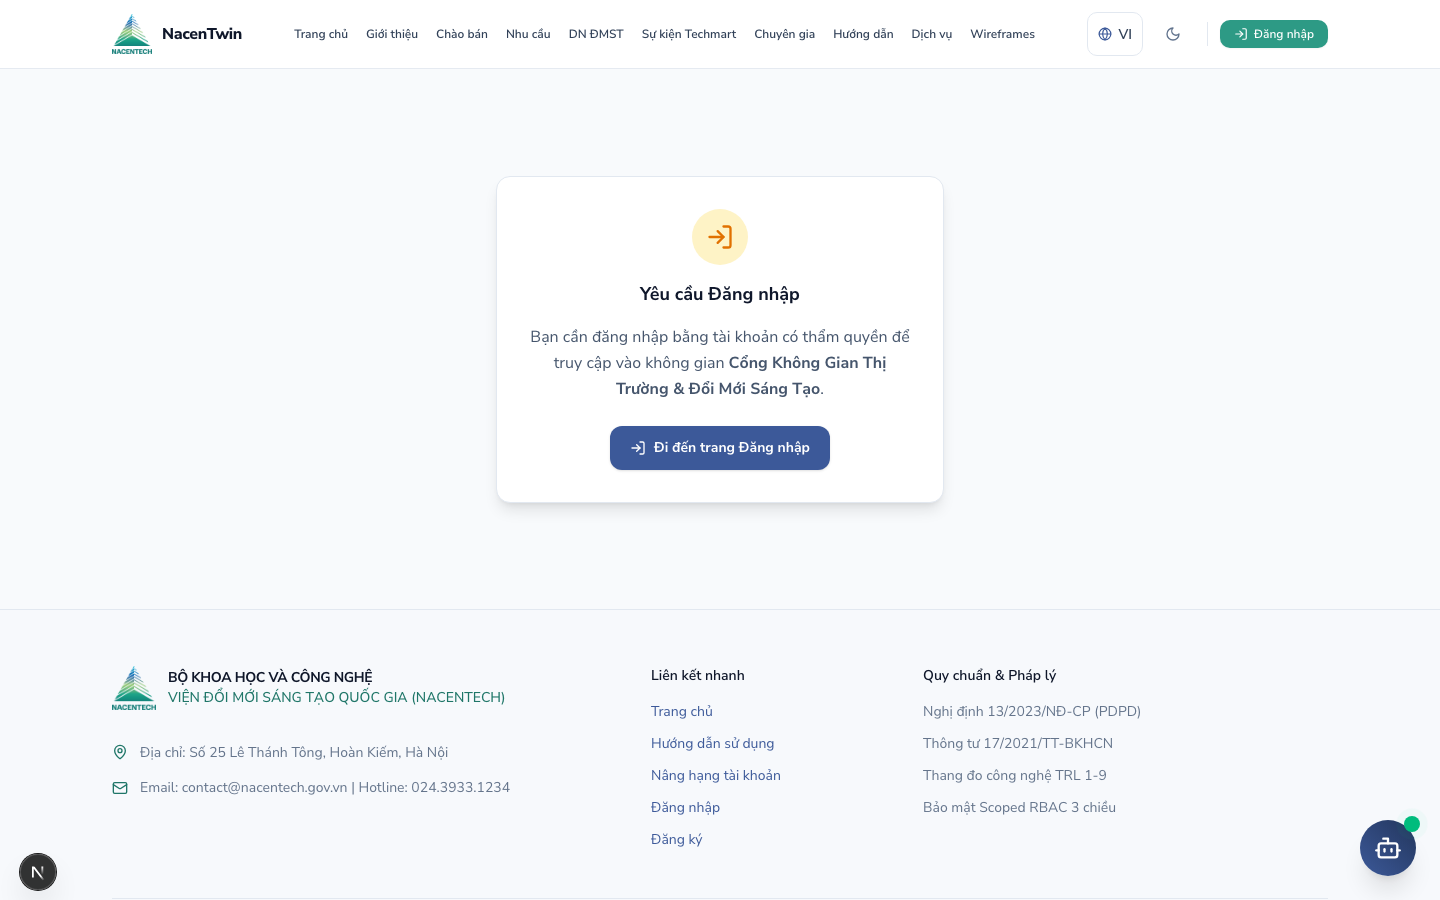 NACENTECH
NacenTwin
Trang chủ
Giới thiệu
Chào bán
Nhu cầu
DN ĐMST
Sự kiện Techmart
Chuyên gia
Hướng dẫn
Dịch vụ
Wireframes
VI
Đăng nhập
Yêu cầu Đăng nhập
Bạn cần đăng nhập bằng tài khoản có thẩm quyền để
truy cập vào không gian Cổng Không Gian Thị
Trường & Đổi Mới Sáng Tạo.
Đi đến trang Đăng nhập
NACENTECH
BỘ KHOA HỌC VÀ CÔNG NGHỆ
VIỆN ĐỔI MỚI SÁNG TẠO QUỐC GIA (NACENTECH)
Địa chỉ: Số 25 Lê Thánh Tông, Hoàn Kiếm, Hà Nội
Email: contact@nacentech.gov.vn | Hotline: 024.3933.1234
Liên kết nhanh
Trang chủ
Hướng dẫn sử dụng
Nâng hạng tài khoản
Đăng nhập
Đăng ký
Quy chuẩn & Pháp lý
Nghị định 13/2023/NĐ-CP (PDPD)
Thông tư 17/2021/TT-BKHCN
Thang đo công nghệ TRL 1-9
Bảo mật Scoped RBAC 3 chiều
N